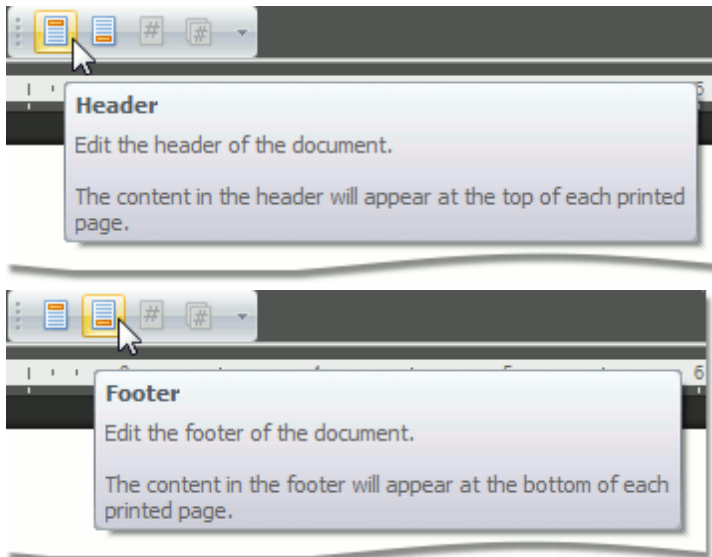 # #
6
Header
Edit the header of the document.
The content in the header will appear at the top of each printed
page.
# #
6
Footer
Edit the footer of the document.
The content in the footer will appear at the bottom of each
printed page.